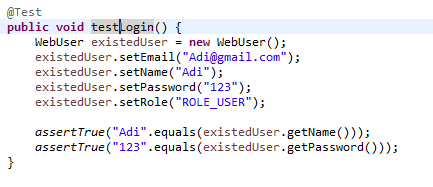 @Test
public void testLogin() {
    WebUser existedUser = new WebUser();
    existedUser.setEmail("Adi@gmail.com");
    existedUser.setName("Adi");
    existedUser.setPassword("123");
    existedUser.setRole("ROLE_USER");

    assertTrue("Adi".equals(existedUser.getName()));
    assertTrue("123".equals(existedUser.getPassword()));
}